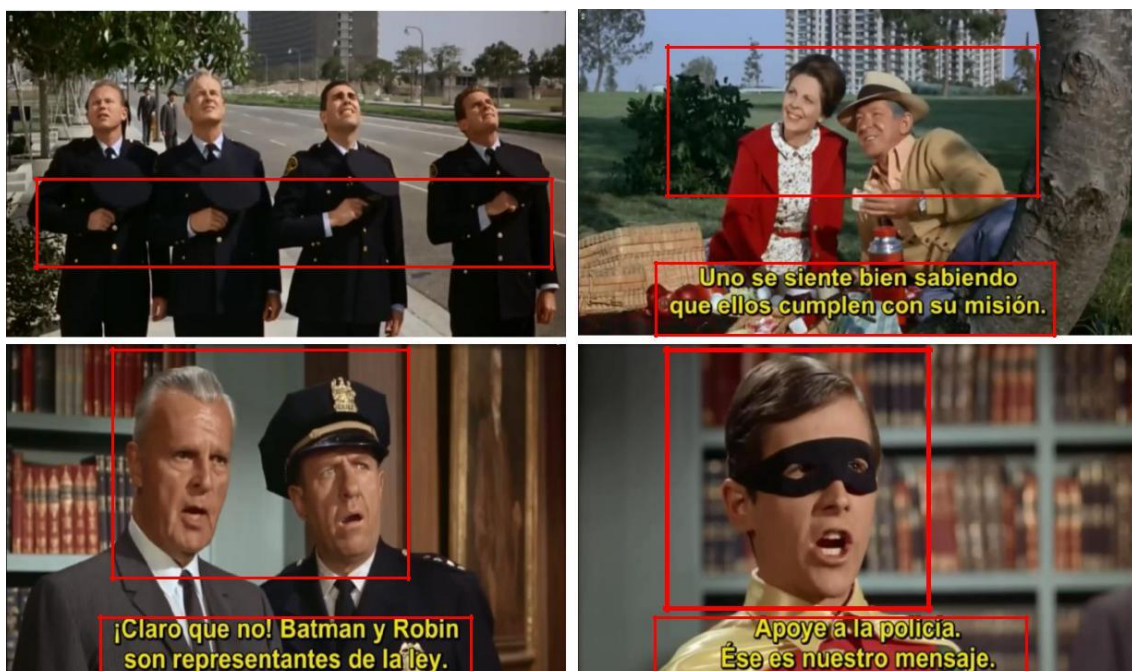 Uno se siente bien sabiendo
que ellos cumplen con su misión.
¡Claro que no! Batman y Robin
son representantes de la ley.
Apoye a la policía.
Ése es nuestro mensaje.